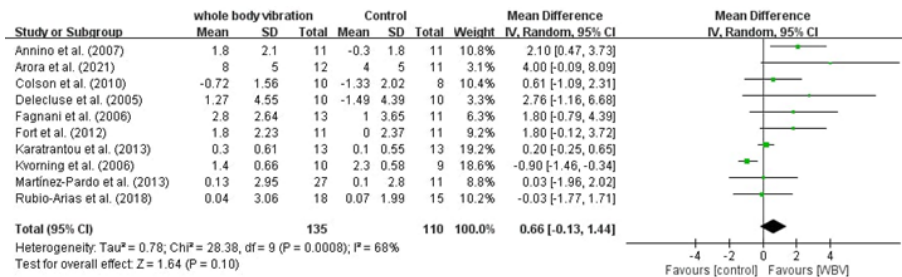 whole body vibration Control Mean Difference Mean Difference
Study or Subgroup Mean SD Total Mean SD Total Weight IV, Random, 95% CI IV, Random, 95% CI
Annino et al. (2007) 1.8 2.1 11 -0.3 1.8 11 10.8% 2.10 [0.47, 3.73]
Arora et al. (2021) 8 5 12 4 5 11 3.0% 4.00 [-0.09, 8.09]
Colson et al. (2010) -0.72 1.56 10 -1.33 2.02 8 10.4% 0.61 [-1.09, 2.31]
Delecluse et al. (2005) 1.27 4.55 10 -1.49 4.39 10 3.3% 2.76 [-1.16, 6.68]
Fagnani et al. (2006) 2.8 2.64 13 1 3.65 11 6.1% 1.80 [-0.79, 4.39]
Fort et al. (2012) 1.8 2.23 11 0 2.37 11 9.2% 1.80 [-0.12, 3.72]
Karatrantou et al. (2013) 0.3 0.61 13 0.1 0.55 13 19.2% 0.20 [-0.25, 0.65]
Kvorning et al. (2006) 1.4 0.66 10 2.3 0.58 9 18.6% -0.90 [-1.46, -0.34]
Martínez-Pardo et al. (2013) 0.13 2.95 27 0.1 2.8 11 8.8% 0.03 [-1.96, 2.02]
Rubio-Arias et al. (2018) 0.04 3.06 18 0.07 1.99 15 10.2% -0.03 [-1.77, 1.71]
Total (95% CI) 135 110 100.0% 0.66 [-0.13, 1.44]
Heterogeneity: Tau² = 0.78; Chi² = 28.38, df = 9 (P = 0.0008); I² = 68%
Test for overall effect: Z = 1.64 (P = 0.10)
-4 -2 0 2 4
Favours [control] Favours [WBV]